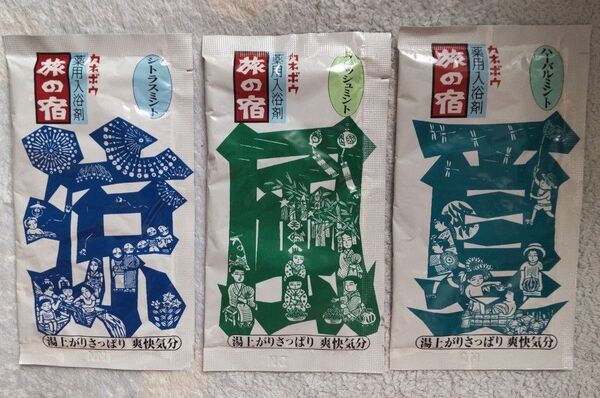 カネボウ
薬用入浴剤
旅の宿
シトラスミント
涼
湯上がりさっぱり 爽快気分
カネボウ
薬用入浴剤
旅の宿
湯上がりさっぱり 爽快気分
カネボウ
薬用入浴剤
旅の宿
ハーバルミント
湯上がりさっぱり 爽快気分